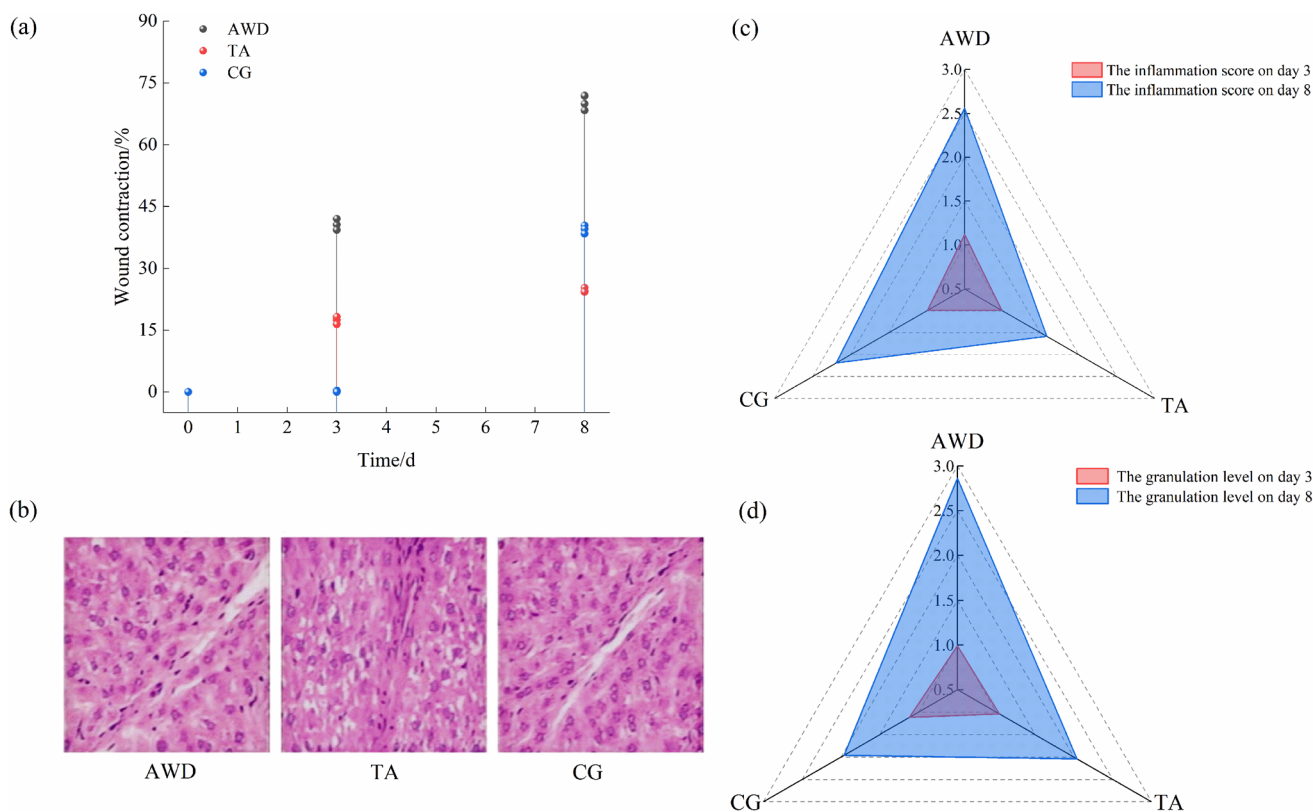 (a)
90
75
60
45
30
15
0
Wound contraction/%
AWD
TA
CG
0 1 2 3 4 5 6 7 8
Time/d
(b)
AWD TA CG
(c)
AWD
3.0
2.5
2.0
1.5
1.0
0.5
CG
TA
The inflammation score on day 3
The inflammation score on day 8
(d)
AWD
3.0
2.5
2.0
1.5
1.0
0.5
CG
TA
The granulation level on day 3
The granulation level on day 8